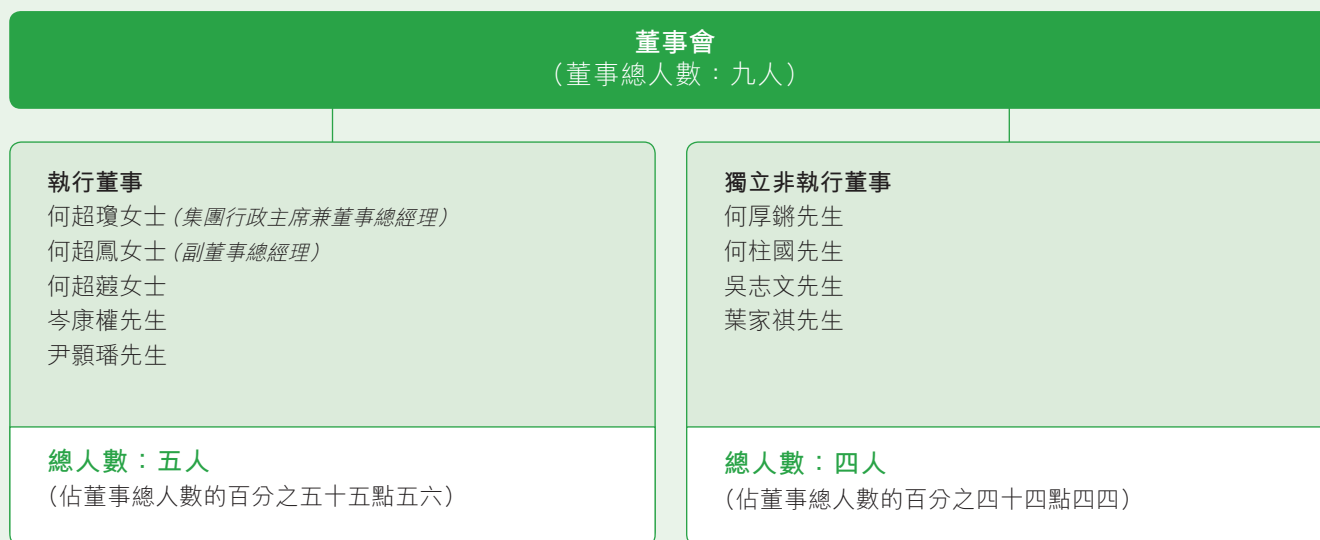 董事會
（董事總人數：九人）
執行董事
何超瓊女士（集團行政主席兼董事總經理）
何超鳳女士（副董事總經理）
何超蕸女士
岑康權先生
尹顥璠先生
總人數：五人
（佔董事總人數的百分之五十五點五六）
獨立非執行董事
何厚鏘先生
何柱國先生
吳志文先生
葉家祺先生
總人數：四人
（佔董事總人數的百分之四十四點四四）